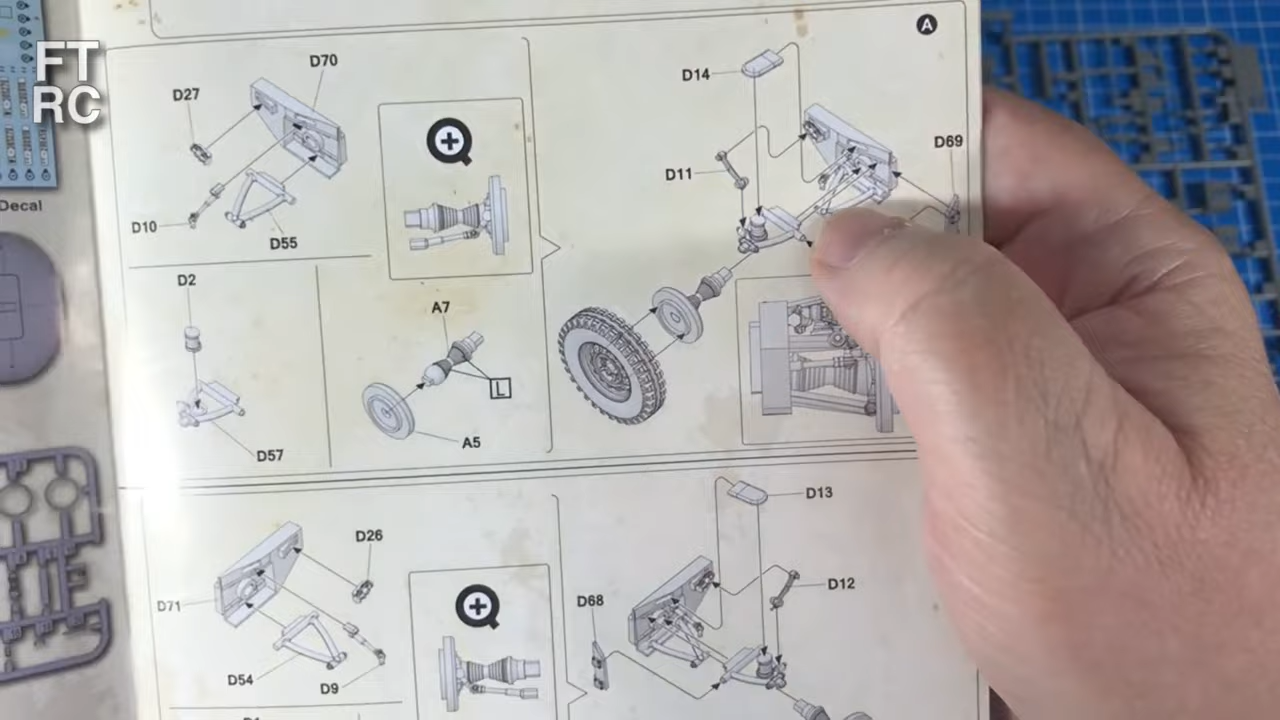 FT
RC
Decal
A
D70
D27
D10
D55
D14
D11
D69
D2
D57
A7
L
A5
D13
D26
D71
D54
D9
D12
D68